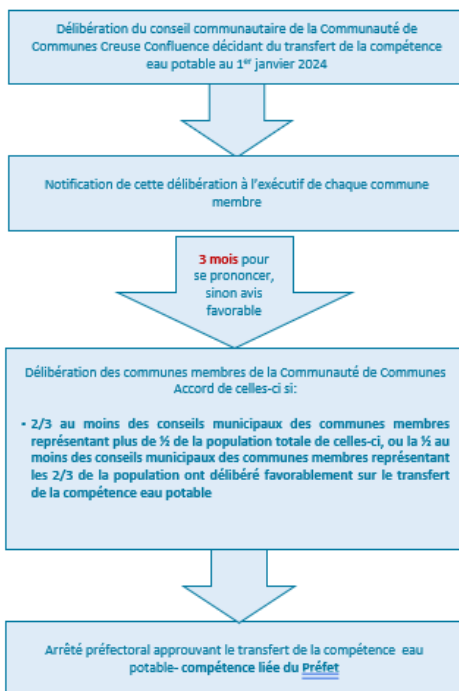 Délibération du conseil communautaire de la Communauté de
Communes Creuse Confluence décidant du transfert de la compétence
eau potable au 1er janvier 2024
Notification de cette délibération à l'exécutif de chaque commune
membre
3 mois pour
se prononcer,
sinon avis
favorable
Délibération des communes membres de la Communauté de Communes
Accord de celles-ci si:
• 2/3 au moins des conseils municipaux des communes membres
représentant plus de ½ de la population totale de celles-ci, ou la ½ au
moins des conseils municipaux des communes membres représentant
les 2/3 de la population ont délibéré favorablement sur le transfert
de la compétence eau potable
Arrêté préfectoral approuvant le transfert de la compétence eau
potable- compétence liée du Préfet